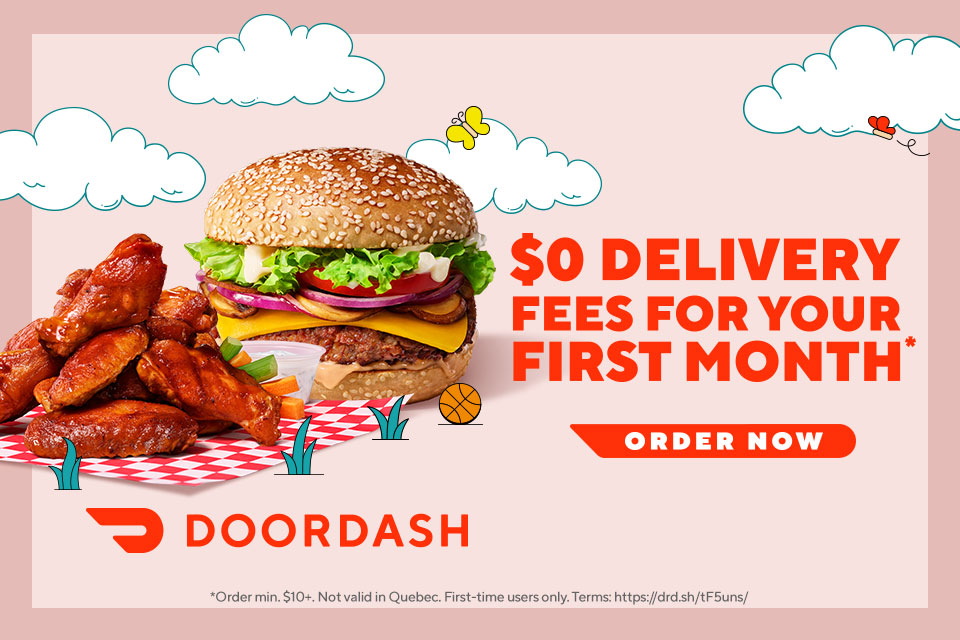 $0 DELIVERY
FEES FOR YOUR
FIRST MONTH*
ORDER NOW
DOORDASH
*Order min. $10+. Not valid in Quebec. First-time users only. Terms: https://drd.sh/tF5uns/